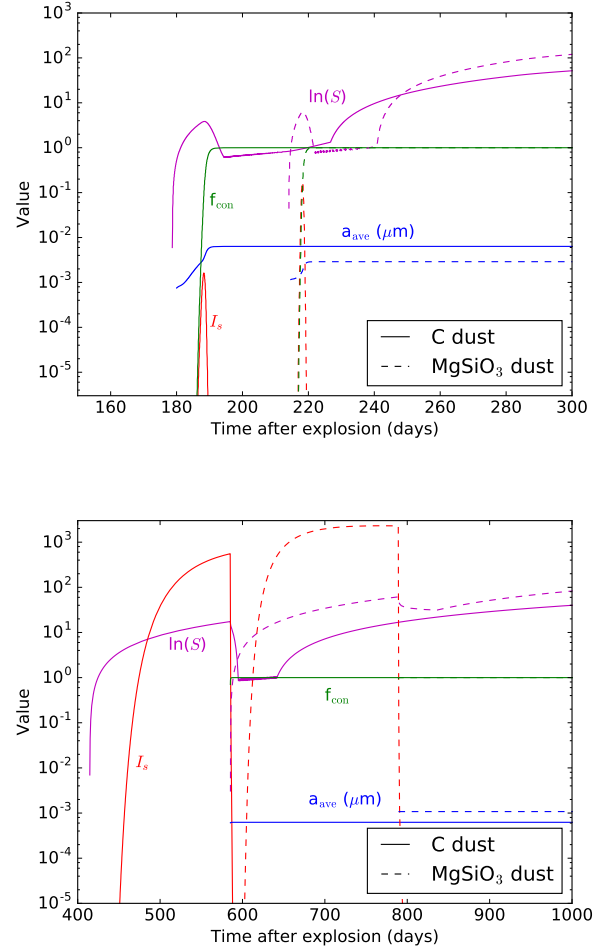 10³
10²
10¹
10⁰
10⁻¹
10⁻²
10⁻³
10⁻⁴
10⁻⁵
Value
ln(S)
f_con
a_ave (μm)
I_s
C dust
MgSiO₃ dust
160 180 200 220 240 260 280 300
Time after explosion (days)
10³
10²
10¹
10⁰
10⁻¹
10⁻²
10⁻³
10⁻⁴
10⁻⁵
Value
ln(S)
f_con
I_s
a_ave (μm)
C dust
MgSiO₃ dust
400 500 600 700 800 900 1000
Time after explosion (days)